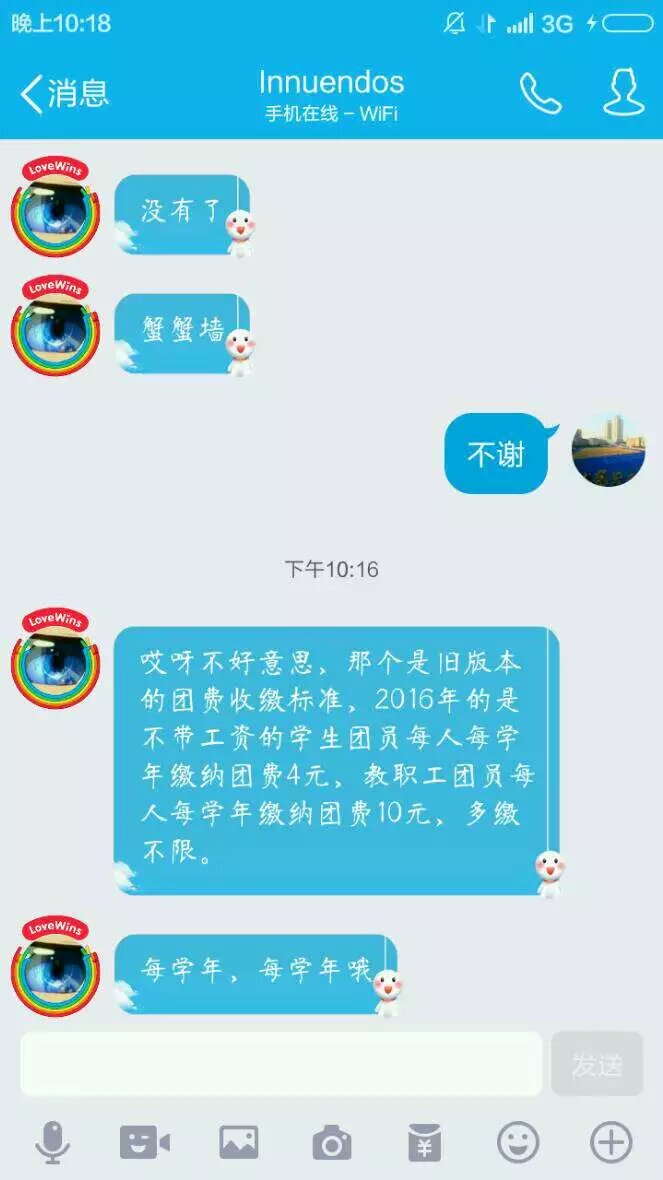 晚上10:18
3G
消息
Innuendos
手机在线 - WiFi
LoveWins
没有了
LoveWins
蟹蟹墙
不谢
下午10:16
LoveWins
哎呀不好意思，那个是旧版本
的团费收缴标准，2016年的是
不带工资的学生团员每人每学
年缴纳团费4元，教职工团员每
人每学年缴纳团费10元，多缴
不限。
LoveWins
每学年，每学年哦
发送
¥